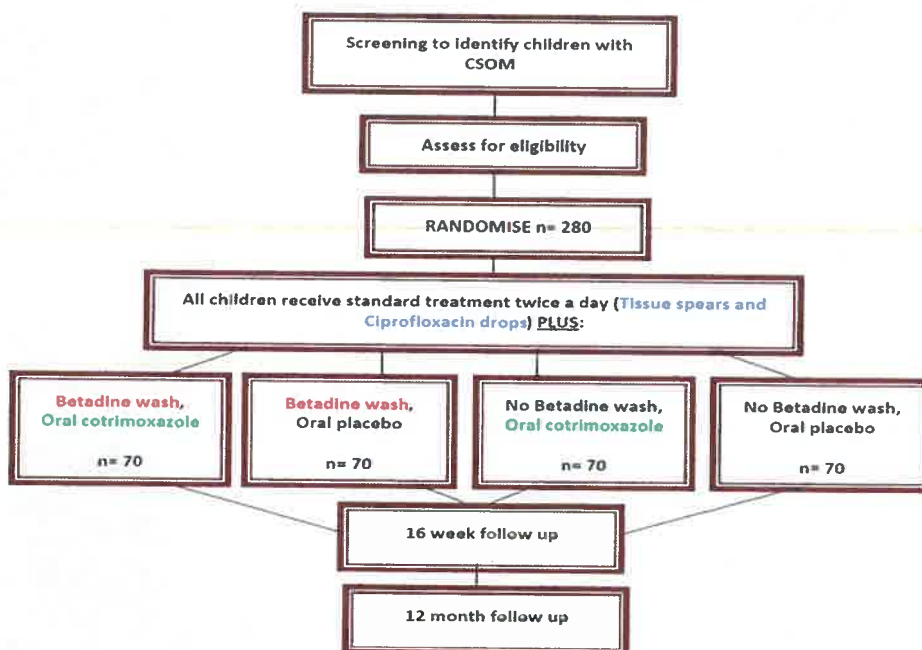 Screening to identify children with
CSOM
Assess for eligibility
RANDOMISE n= 280
All children receive standard treatment twice a day (Tissue spears and
Ciprofloxacin drops) PLUS:
Betadine wash,
Oral cotrimoxazole
n= 70
Betadine wash,
Oral placebo
n= 70
No Betadine wash,
Oral cotrimoxazole
n= 70
No Betadine wash,
Oral placebo
n= 70
16 week follow up
12 month follow up